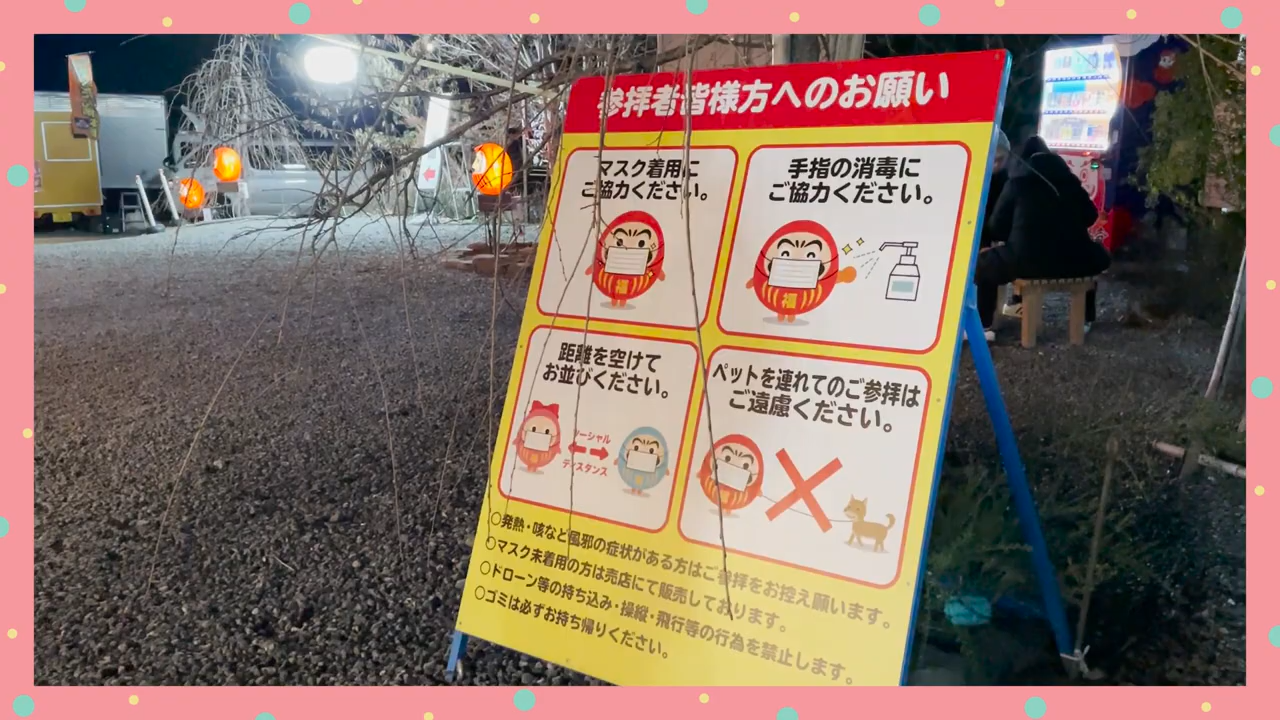 参拝者皆様方へのお願い
マスク着用に
ご協力ください。
福
手指の消毒に
ご協力ください。
福
距離を空けて
お並びください。
ソーシャル
ディスタンス
ペットを連れてのご参拝は
ご遠慮ください。
○発熱・咳など風邪の症状がある方はご参拝をお控え願います。
○マスク未着用の方は売店にて販売しております。
○ドローン等の持ち込み・操縦・飛行等の行為を禁止します。
○ゴミは必ずお持ち帰りください。